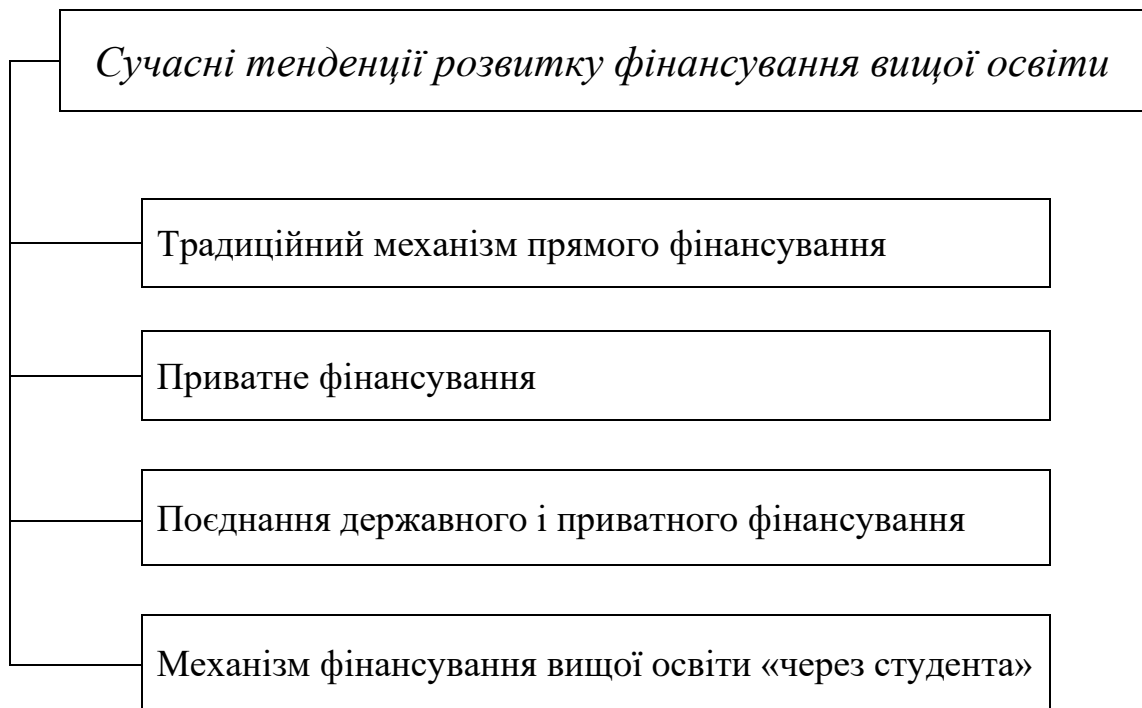 Сучасні тенденції розвитку фінансування вищої освіти
Традиційний механізм прямого фінансування
Приватне фінансування
Поєднання державного і приватного фінансування
Механізм фінансування вищої освіти «через студента»